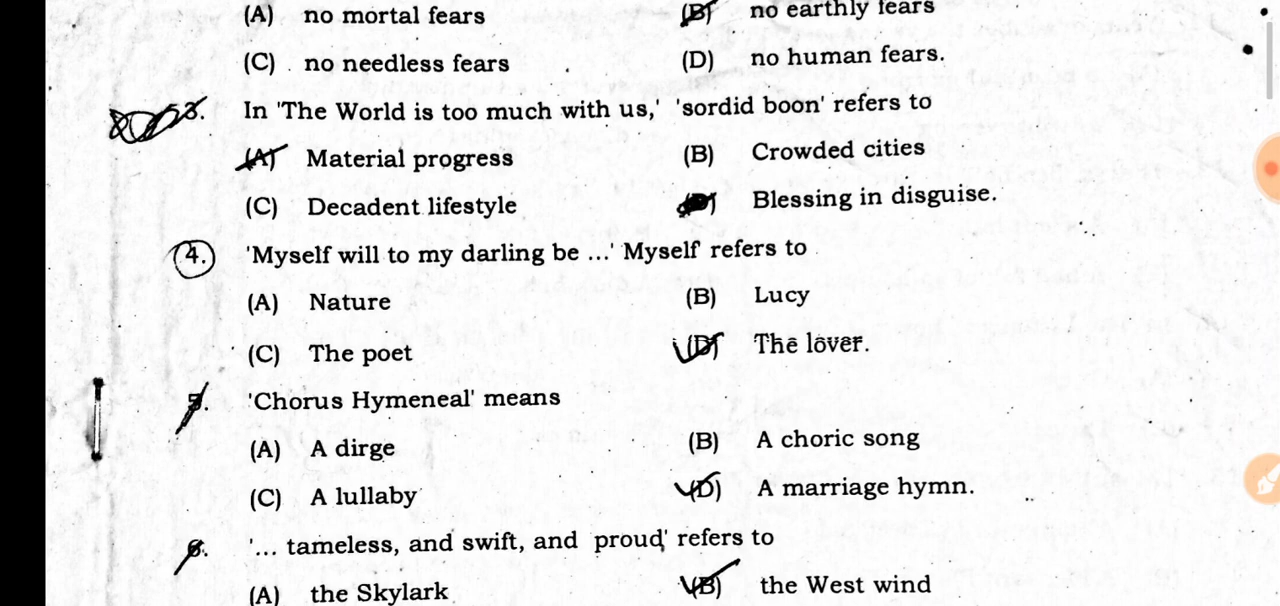 (A) no mortal fears (B) no earthly fears
(C) no needless fears (D) no human fears.
53. In 'The World is too much with us,' 'sordid boon' refers to
(A) Material progress (B) Crowded cities
(C) Decadent lifestyle (D) Blessing in disguise.
4. 'Myself will to my darling be ...' Myself refers to
(A) Nature (B) Lucy
(C) The poet (D) The lover.
5. 'Chorus Hymeneal' means
(A) A dirge (B) A choric song
(C) A lullaby (D) A marriage hymn.
6. '... tameless, and swift, and proud' refers to
(A) the Skylark (B) the West wind